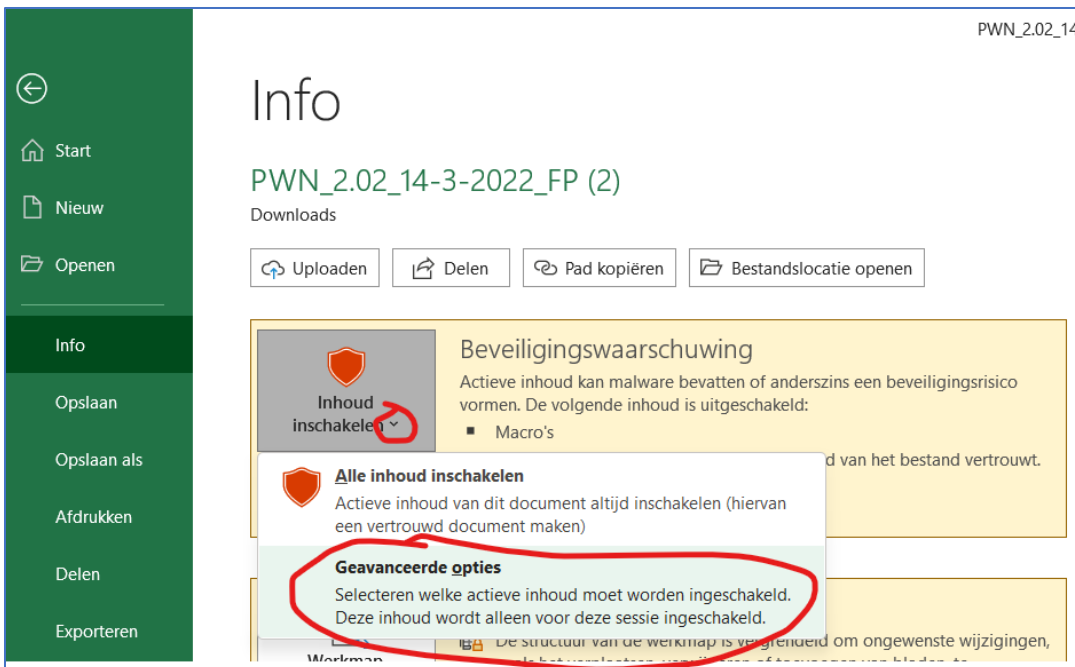 PWN_2.02_14
Info
Start
PWN_2.02_14-3-2022_FP (2)
Downloads
Nieuw
Openen
Uploaden
Delen
Pad kopiëren
Bestandslocatie openen
Info
Opslaan
Opslaan als
Afdrukken
Delen
Exporteren
Inhoud
inschakelen
Beveiligingswaarschuwing
Actieve inhoud kan malware bevatten of anderszins een beveiligingsrisico
vormen. De volgende inhoud is uitgeschakeld:
Macro's
d van het bestand vertrouwt.
Alle inhoud inschakelen
Actieve inhoud van dit document altijd inschakelen (hiervan
een vertrouwd document maken)
Geavanceerde opties
Selecteren welke actieve inhoud moet worden ingeschakeld.
Deze inhoud wordt alleen voor deze sessie ingeschakeld.
De structuur van de werkmap is vergrendeld om ongewenste wijzigingen,
Werkmap